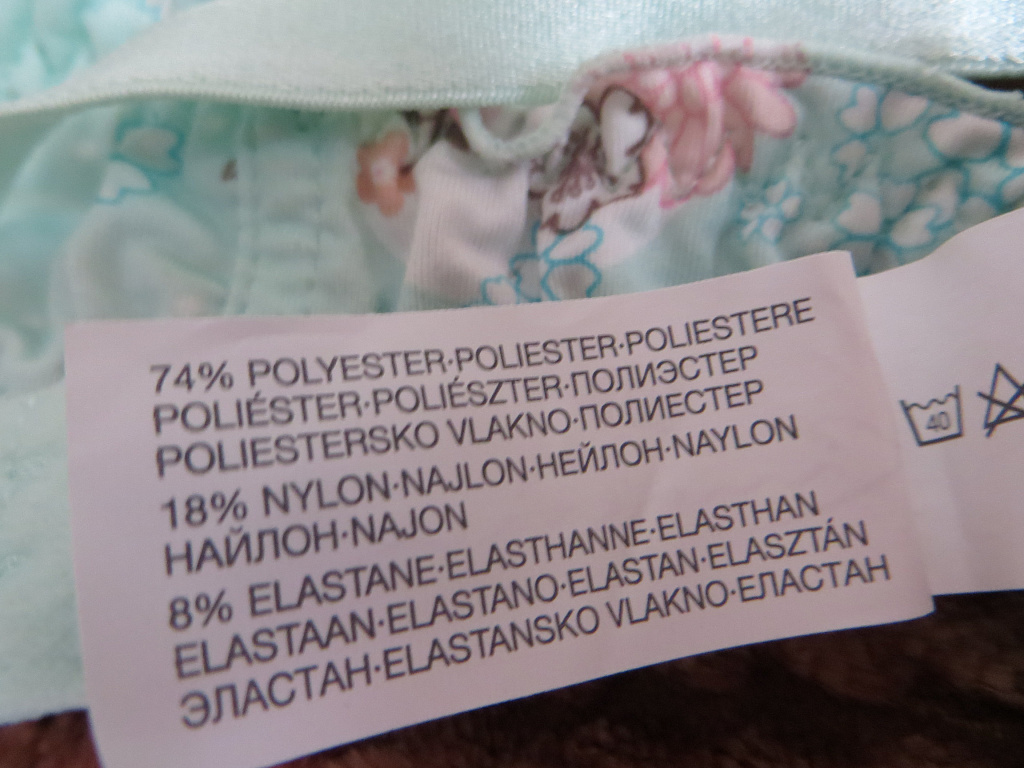 74% POLYESTER·POLIESTER·POLIESTERE
POLIÉSTER·POLIÉSZTER·ПОЛИЭСТЕР
POLIESTERSKO VLAKNO·ПОЛИЕСТЕР
18% NYLON·NAJLON·НЕЙЛОН·NAYLON
НАЙЛОН·NAJON
8% ELASTANE·ELASTHANNE·ELASTHAN
ELASTAAN·ELASTANO·ELASTAN·ELASZTÁN
ЭЛАСТАН·ELASTANSKO VLAKNO·ЕЛАСТАН
40